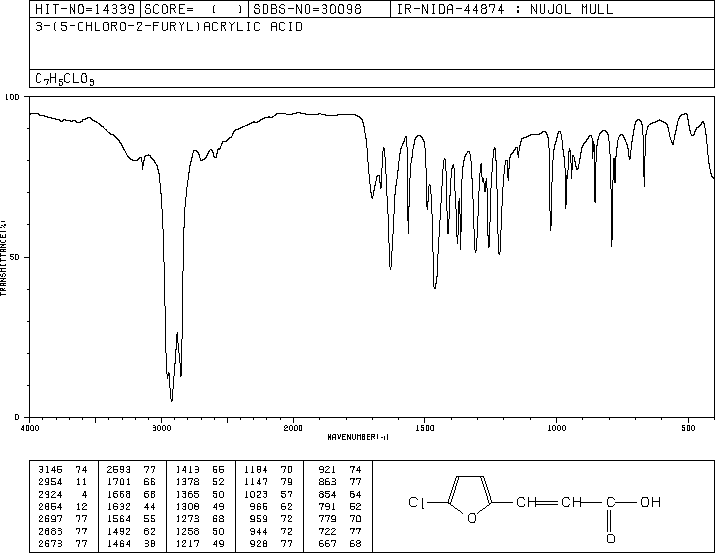 HIT-NO=14339 SCORE= ( ) SDBS-NO=30098 IR-NIDA-44874 : NUJOL MULL
3-(5-CHLORO-2-FURYL)ACRYLIC ACID
C7H5CLO3
100
50
0
TRANSMITTANCE(%)
4000 3000 2000 1500 1000 500
WAVENUMBER(-1)
3145 74 2593 77 1413 55 1184 70 921 74
2954 11 1701 66 1378 52 1147 79 863 77
2924 4 1668 68 1365 50 1023 57 854 64
2854 12 1632 44 1308 49 966 62 791 52
2697 77 1564 55 1273 68 959 72 779 70
2683 77 1492 62 1258 50 944 72 722 77
2673 77 1464 38 1217 49 928 77 667 68
Cl O CH CH C OH
O